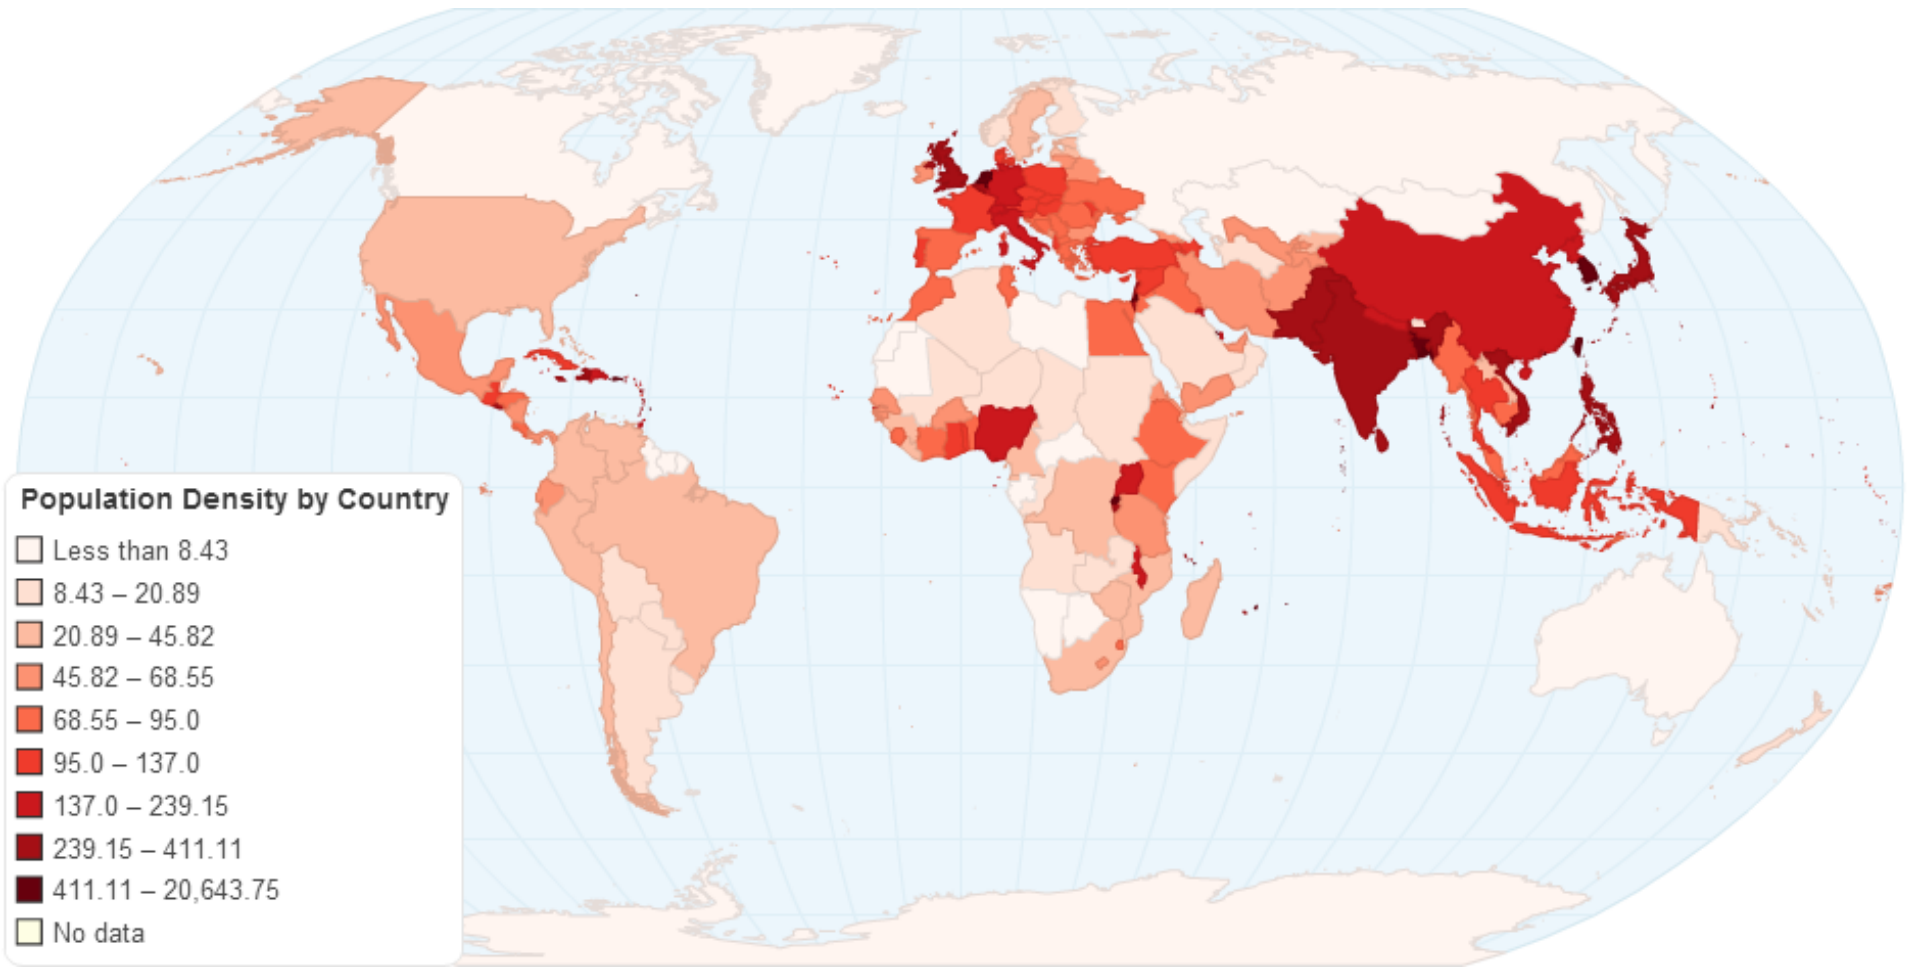 Population Density by Country
Less than 8.43
8.43 – 20.89
20.89 – 45.82
45.82 – 68.55
68.55 – 95.0
95.0 – 137.0
137.0 – 239.15
239.15 – 411.11
411.11 – 20,643.75
No data